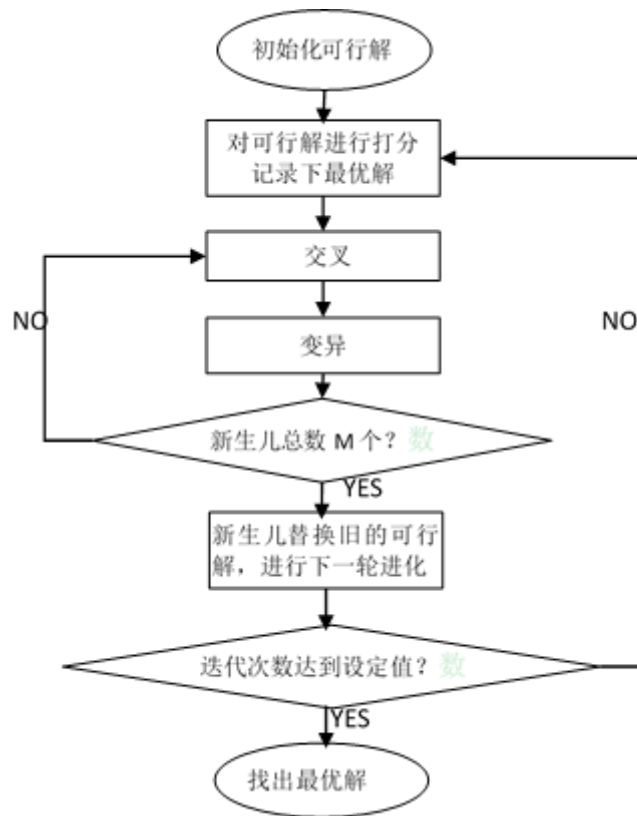 初始化可行解
对可行解进行打分
记录下最优解
交叉
NO
NO
变异
新生儿总数 M 个？数
YES
新生儿替换旧的可行
解，进行下一轮进化
迭代次数达到设定值？数
YES
找出最优解